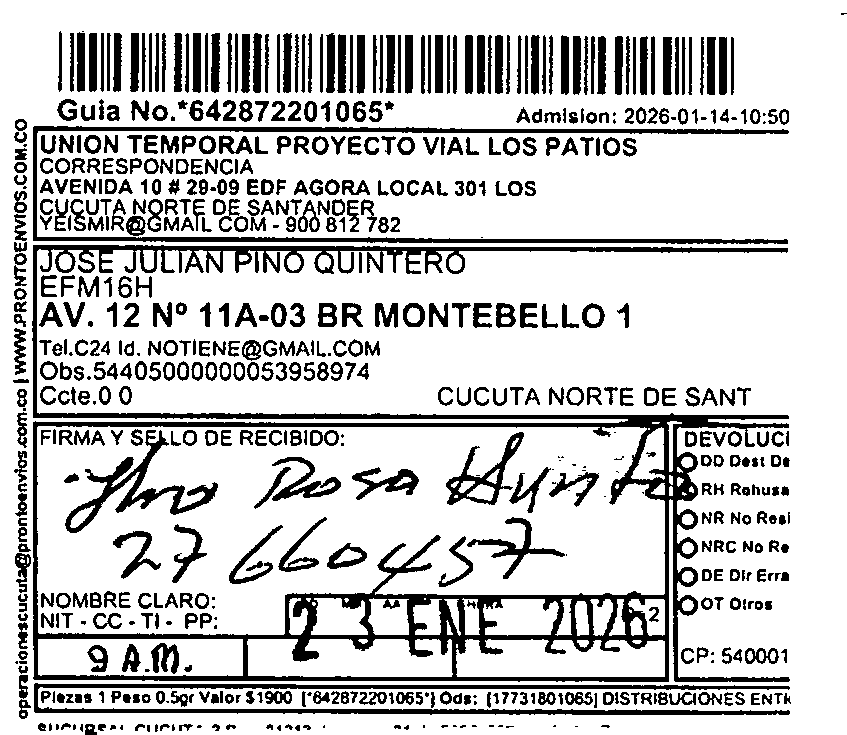 Guia No.*642872201065*
Admision: 2026-01-14-10:50
operacionescucuta@prontoenvios.com.co | WWW.PRONTOENVIOS.COM.CO
UNION TEMPORAL PROYECTO VIAL LOS PATIOS
CORRESPONDENCIA
AVENIDA 10 # 29-09 EDF AGORA LOCAL 301 LOS
CUCUTA NORTE DE SANTANDER
YEISMIR@GMAIL COM - 900 812 782
JOSE JULIAN PINO QUINTERO
EFM16H
AV. 12 Nº 11A-03 BR MONTEBELLO 1
Tel.C24 Id. NOTIENE@GMAIL.COM
Obs.54405000000053958974
Ccte.0 0 CUCUTA NORTE DE SANT
FIRMA Y SELLO DE RECIBIDO:
Rosa
27660457
NOMBRE CLARO:
NIT - CC - TI - PP:
23 ENE 2026
9 A.M.
DEVOLUCI
DD Dest De
RH Rehusa
NR No Resi
NRC No Re
DE Dir Erra
OT Otros
CP: 540001
Piezas 1 Peso 0.5gr Valor $1900 [*642872201065*] Ods: [17731801065] DISTRIBUCIONES ENTR